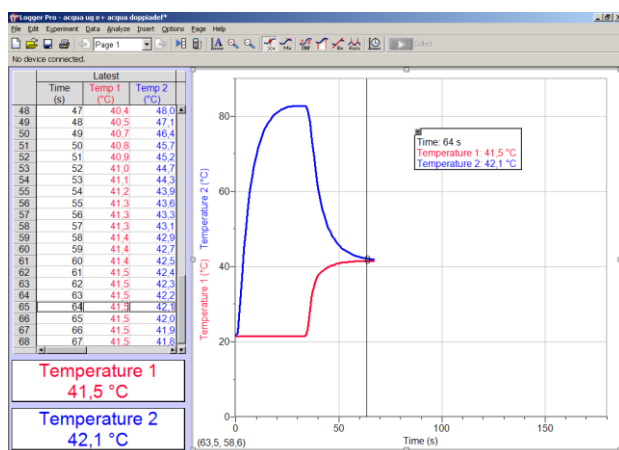 Logger Pro - acqua ug e+ acqua doppiadef*
File Edit Experiment Data Analyze Insert Options Page Help
Page 1
Collect
No device connected.
Latest
Time Temp 1 Temp 2
(s) (°C) (°C)
48 47 40,4 48,0
49 48 40,5 47,1
50 49 40,7 46,4
51 50 40,8 45,7
52 51 40,9 45,2
53 52 41,0 44,7
54 53 41,1 44,3
55 54 41,2 43,9
56 55 41,3 43,6
57 56 41,3 43,3
58 57 41,3 43,1
59 58 41,4 42,9
60 59 41,4 42,7
61 60 41,4 42,5
62 61 41,5 42,4
63 62 41,5 42,3
64 63 41,5 42,2
65 64 41,5 42,1
66 65 41,5 42,0
67 66 41,5 41,9
68 67 41,5 41,8
Temperature 1
41,5 °C
Temperature 2
42,1 °C
Temperature 1 (°C) Temperature 2 (°C)
80
60
40
20
0
Time: 64 s
Temperature 1: 41,5 °C
Temperature 2: 42,1 °C
0 50 100 150
Time (s)
(63,5, 58,6)